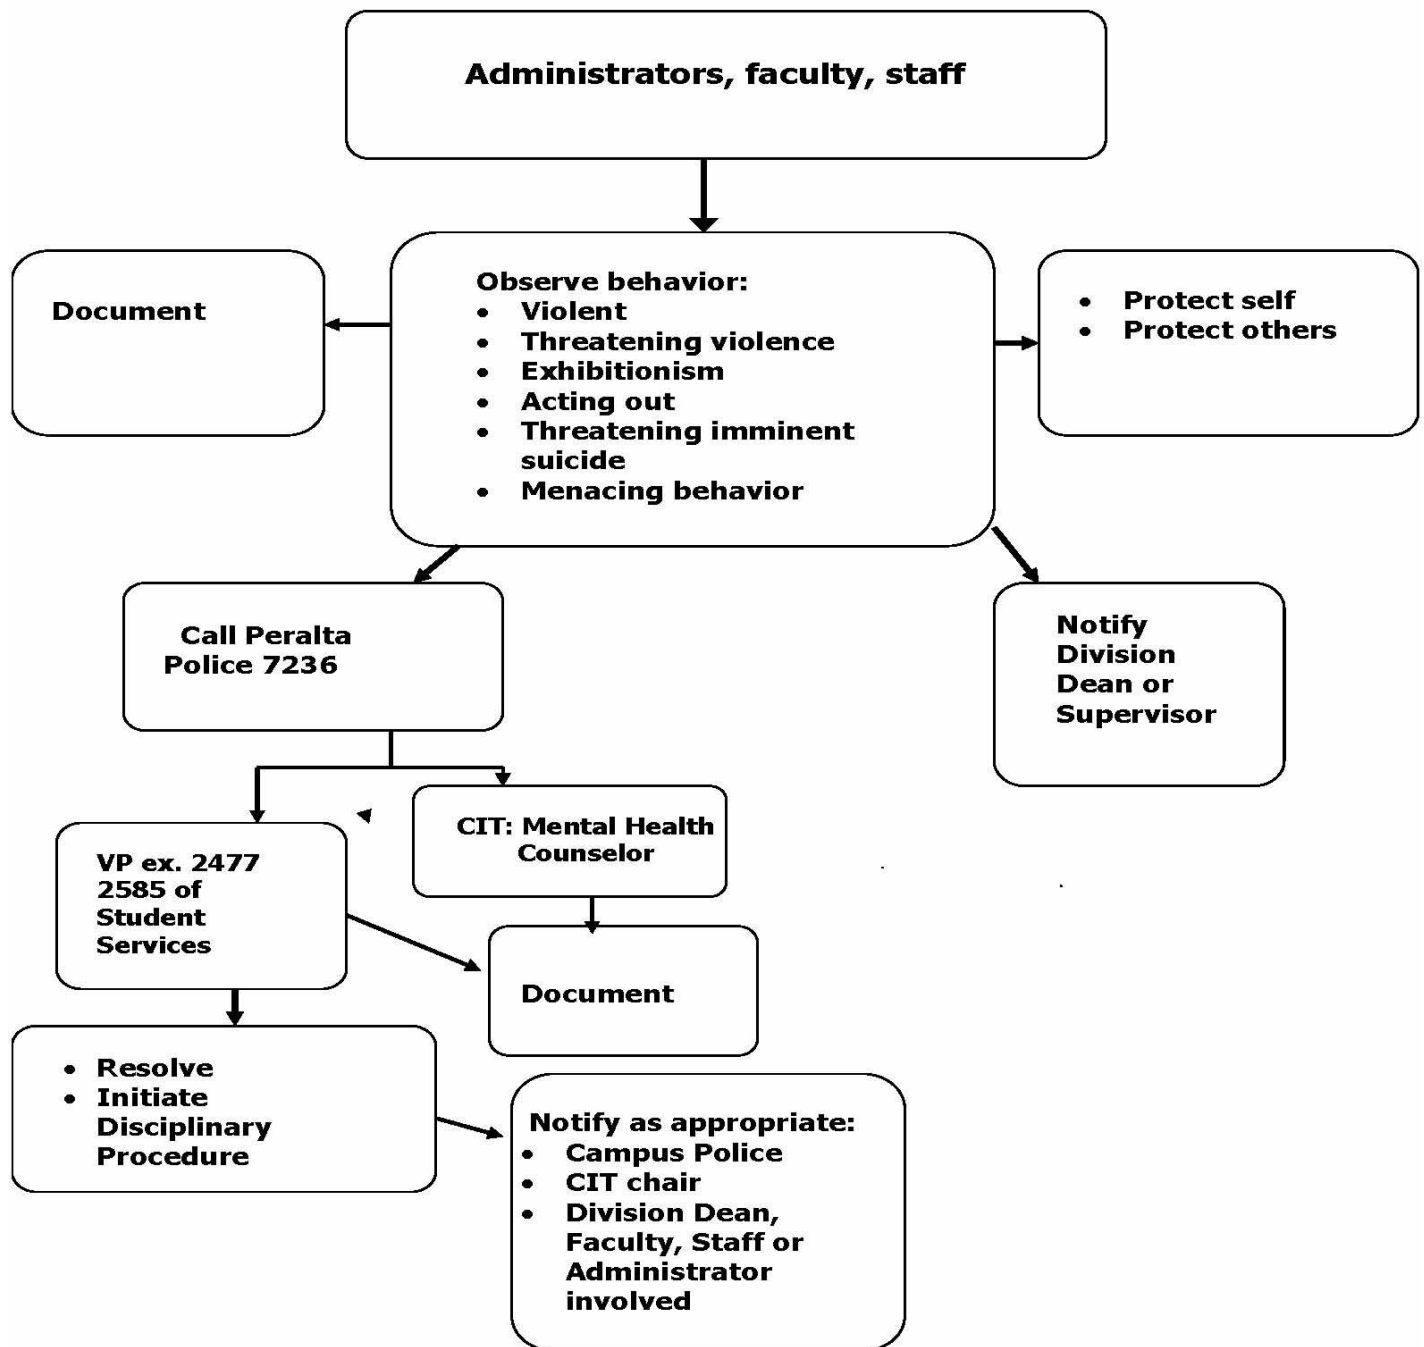 Administrators, faculty, staff
Document
Observe behavior:
• Violent
• Threatening violence
• Exhibitionism
• Acting out
• Threatening imminent
suicide
• Menacing behavior
• Protect self
• Protect others
Call Peralta
Police 7236
Notify
Division
Dean or
Supervisor
CIT: Mental Health
Counselor
VP ex. 2477
2585 of
Student
Services
Document
• Resolve
• Initiate
Disciplinary
Procedure
Notify as appropriate:
• Campus Police
• CIT chair
• Division Dean,
Faculty, Staff or
Administrator
involved